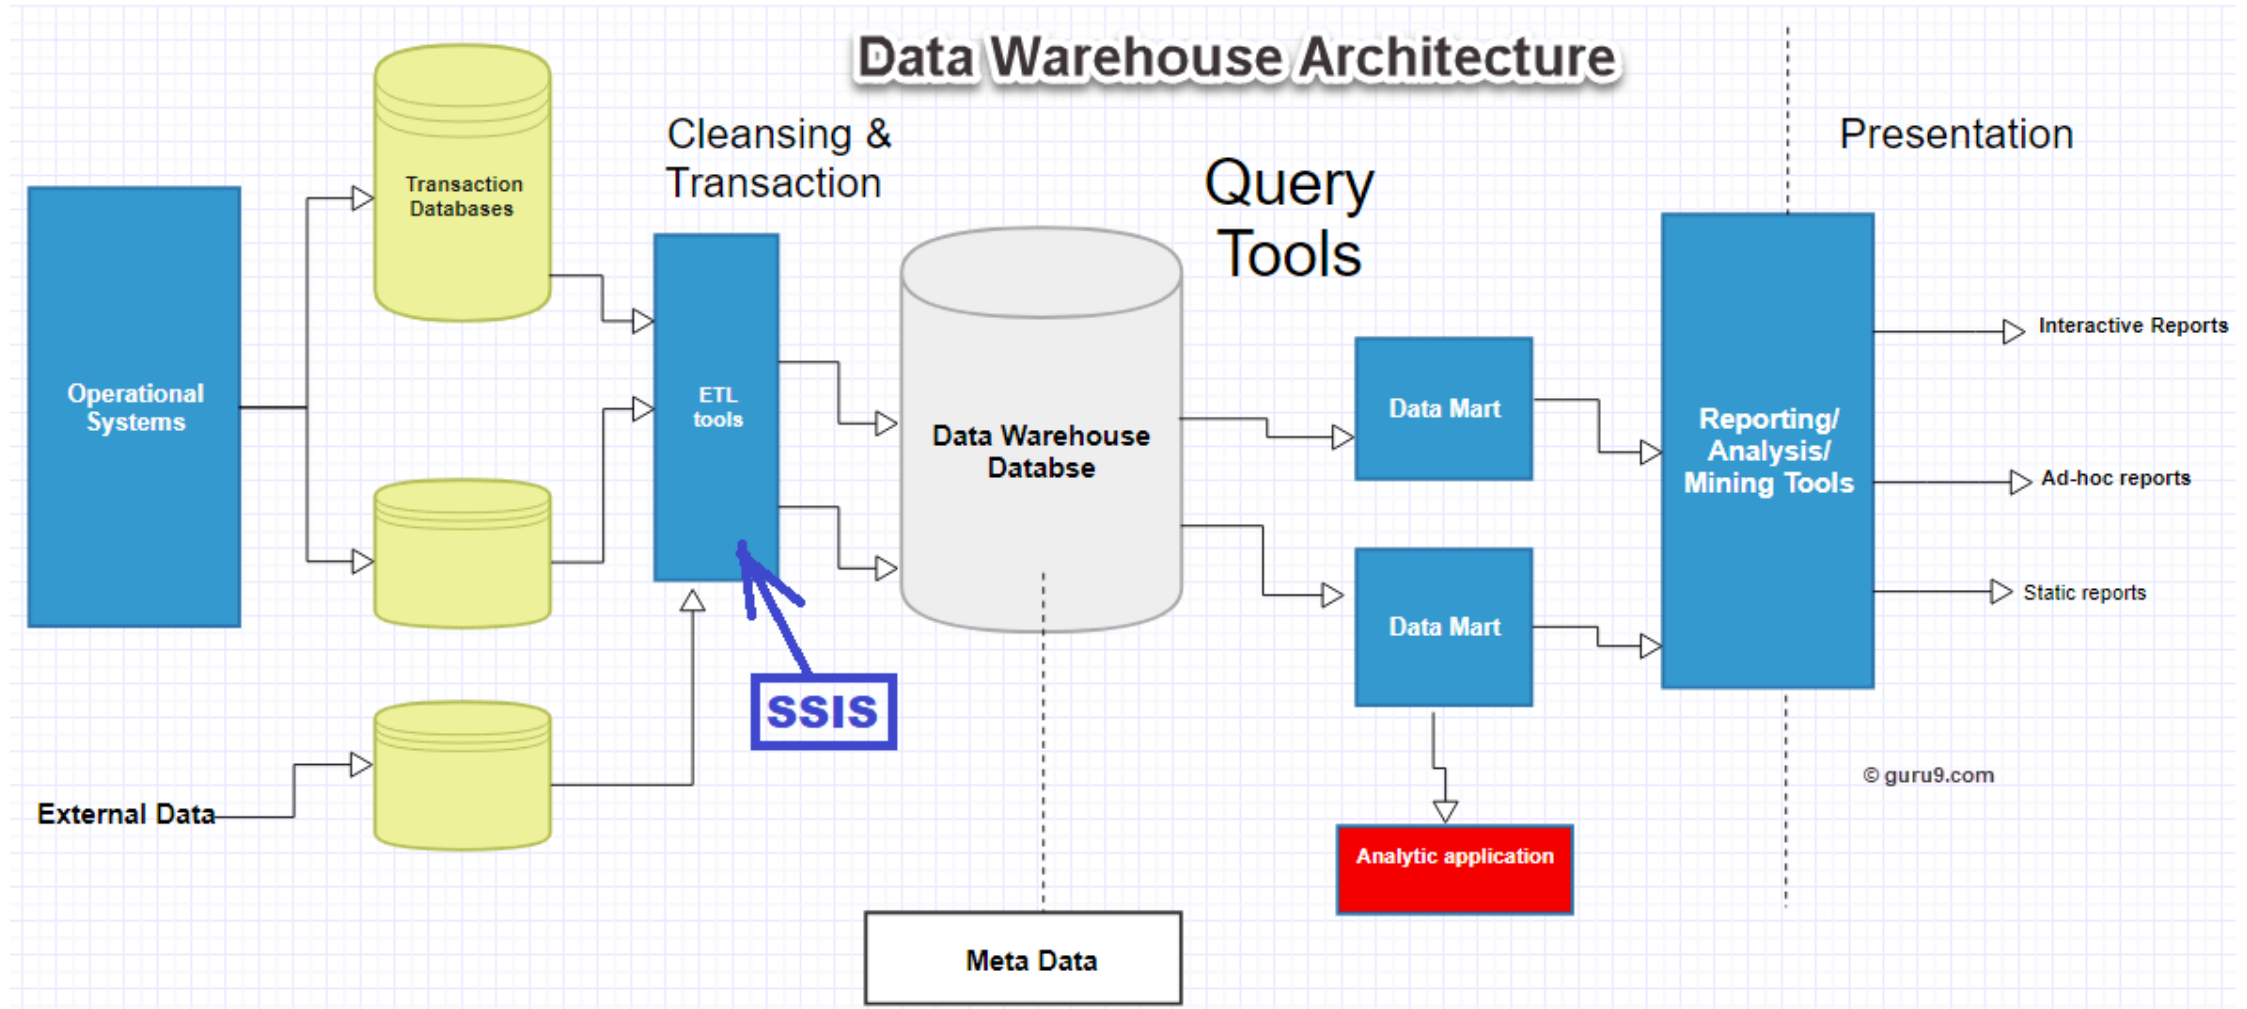 Data Warehouse Architecture
Cleansing &
Transaction
Query
Tools
Presentation
Transaction
Databases
Operational
Systems
ETL
tools
Data Warehouse
Databse
Data Mart
Reporting/
Analysis/
Mining Tools
Interactive Reports
Ad-hoc reports
Static reports
Data Mart
SSIS
External Data
Analytic application
© guru9.com
Meta Data